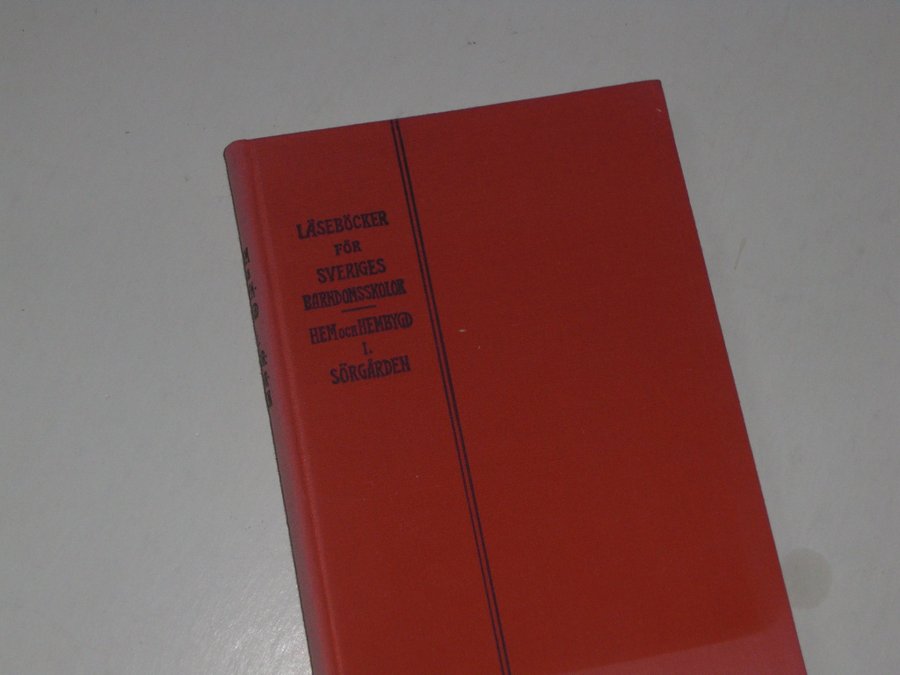 LÄSEBÖCKER
FÖR
SVERIGES
BARNDOMSSKOLOR
HEM OCH HEMBYGD
I.
SÖRGÅRDEN